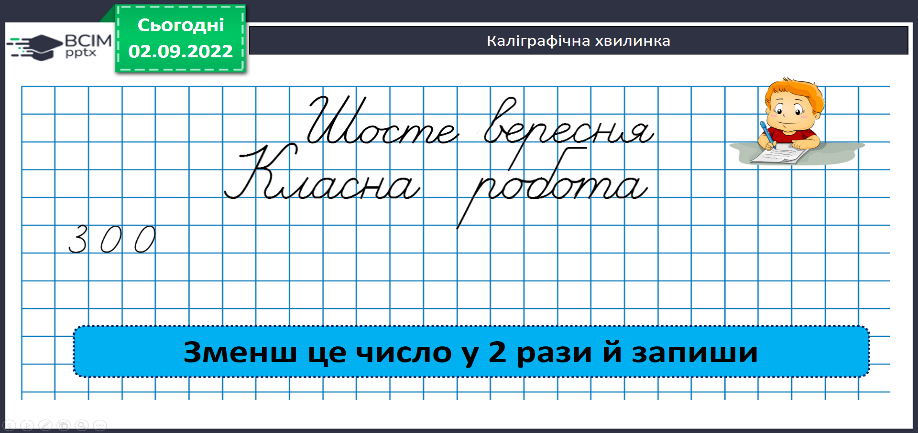 Сьогодні
02.09.2022
ВСІМ
pptx
Каліграфічна хвилинка
Шосте вересня
Класна робота
300
Зменш це число у 2 рази й запиши